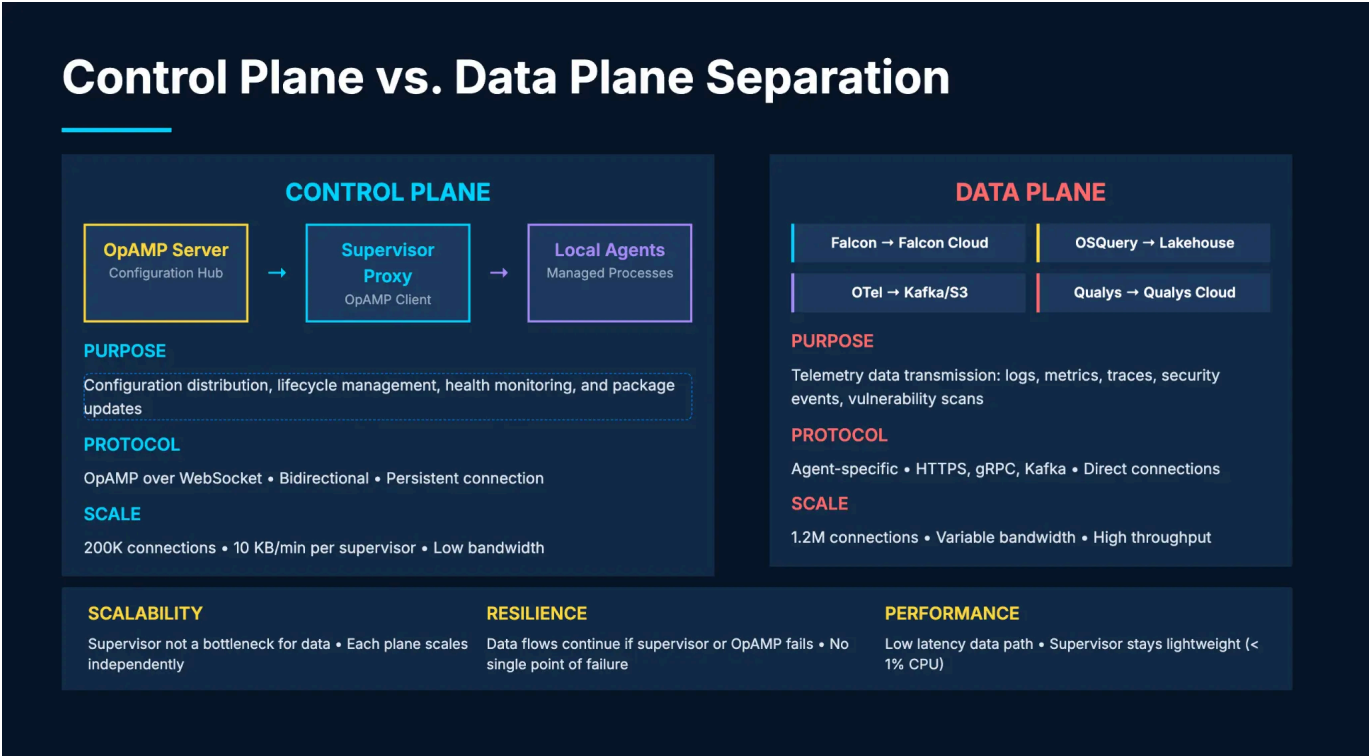 Control Plane vs. Data Plane Separation
CONTROL PLANE
OpAMP Server
Configuration Hub
→
Supervisor
Proxy
OpAMP Client
→
Local Agents
Managed Processes
PURPOSE
Configuration distribution, lifecycle management, health monitoring, and package
updates
PROTOCOL
OpAMP over WebSocket • Bidirectional • Persistent connection
SCALE
200K connections • 10 KB/min per supervisor • Low bandwidth
DATA PLANE
Falcon → Falcon Cloud
OSQuery → Lakehouse
OTel → Kafka/S3
Qualys → Qualys Cloud
PURPOSE
Telemetry data transmission: logs, metrics, traces, security
events, vulnerability scans
PROTOCOL
Agent-specific • HTTPS, gRPC, Kafka • Direct connections
SCALE
1.2M connections • Variable bandwidth • High throughput
SCALABILITY
Supervisor not a bottleneck for data • Each plane scales
independently
RESILIENCE
Data flows continue if supervisor or OpAMP fails • No
single point of failure
PERFORMANCE
Low latency data path • Supervisor stays lightweight (<
1% CPU)